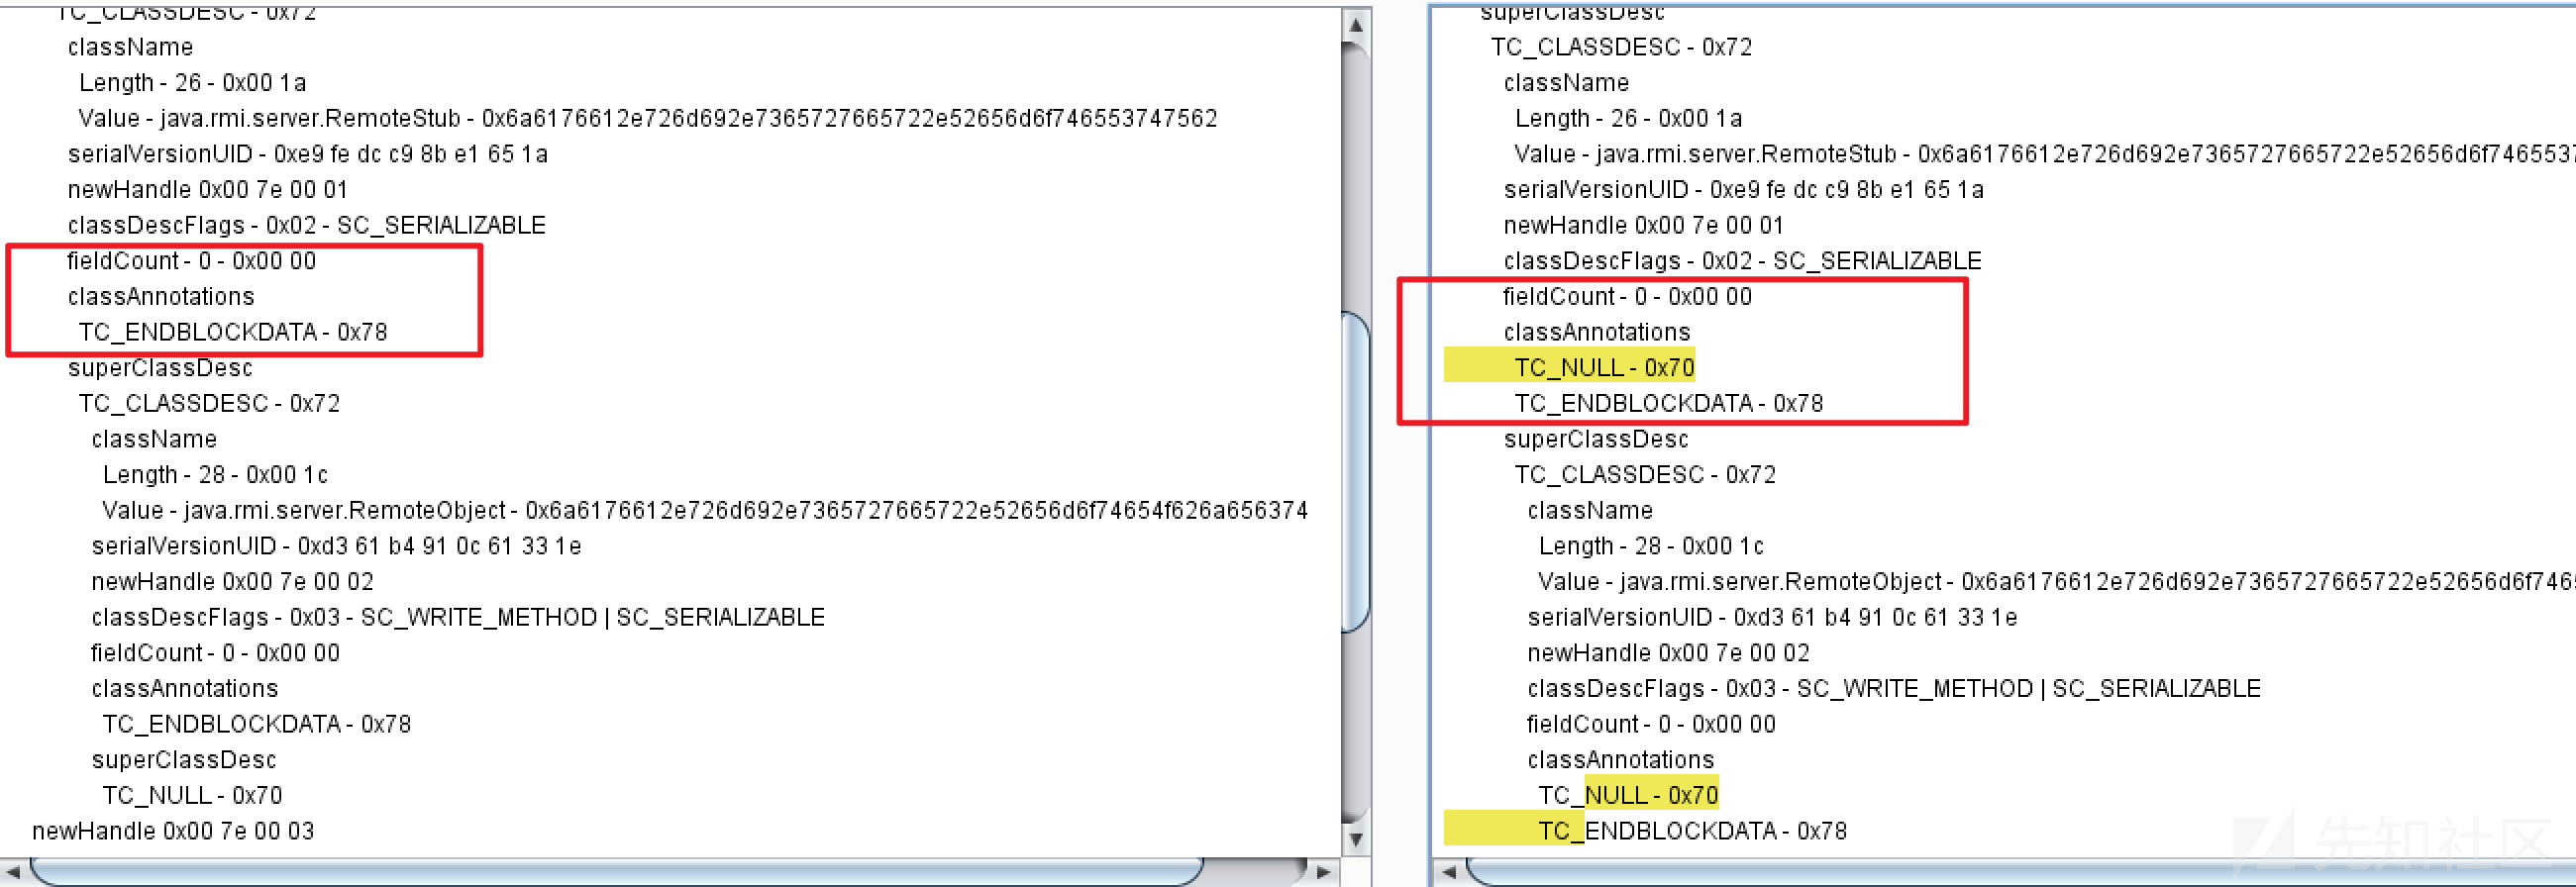 TC_CLASSDESC - 0x72
className
Length - 26 - 0x00 1a
Value - java.rmi.server.RemoteStub - 0x6a6176612e726d692e7365727665722e52656d6f746553747562
serialVersionUID - 0xe9 fe dc c9 8b e1 65 1a
newHandle 0x00 7e 00 01
classDescFlags - 0x02 - SC_SERIALIZABLE
fieldCount - 0 - 0x00 00
classAnnotations
TC_ENDBLOCKDATA - 0x78
superClassDesc
TC_CLASSDESC - 0x72
className
Length - 28 - 0x00 1c
Value - java.rmi.server.RemoteObject - 0x6a6176612e726d692e7365727665722e52656d6f74654f626a656374
serialVersionUID - 0xd3 61 b4 91 0c 61 33 1e
newHandle 0x00 7e 00 02
classDescFlags - 0x03 - SC_WRITE_METHOD | SC_SERIALIZABLE
fieldCount - 0 - 0x00 00
classAnnotations
TC_ENDBLOCKDATA - 0x78
superClassDesc
TC_NULL - 0x70
newHandle 0x00 7e 00 03
superClassDesc
TC_CLASSDESC - 0x72
className
Length - 26 - 0x00 1a
Value - java.rmi.server.RemoteStub - 0x6a6176612e726d692e7365727665722e52656d6f7465537
serialVersionUID - 0xe9 fe dc c9 8b e1 65 1a
newHandle 0x00 7e 00 01
classDescFlags - 0x02 - SC_SERIALIZABLE
fieldCount - 0 - 0x00 00
classAnnotations
TC_NULL - 0x70
TC_ENDBLOCKDATA - 0x78
superClassDesc
TC_CLASSDESC - 0x72
className
Length - 28 - 0x00 1c
Value - java.rmi.server.RemoteObject - 0x6a6176612e726d692e7365727665722e52656d6f746
serialVersionUID - 0xd3 61 b4 91 0c 61 33 1e
newHandle 0x00 7e 00 02
classDescFlags - 0x03 - SC_WRITE_METHOD | SC_SERIALIZABLE
fieldCount - 0 - 0x00 00
classAnnotations
TC_NULL - 0x70
TC_ENDBLOCKDATA - 0x78
先知社区